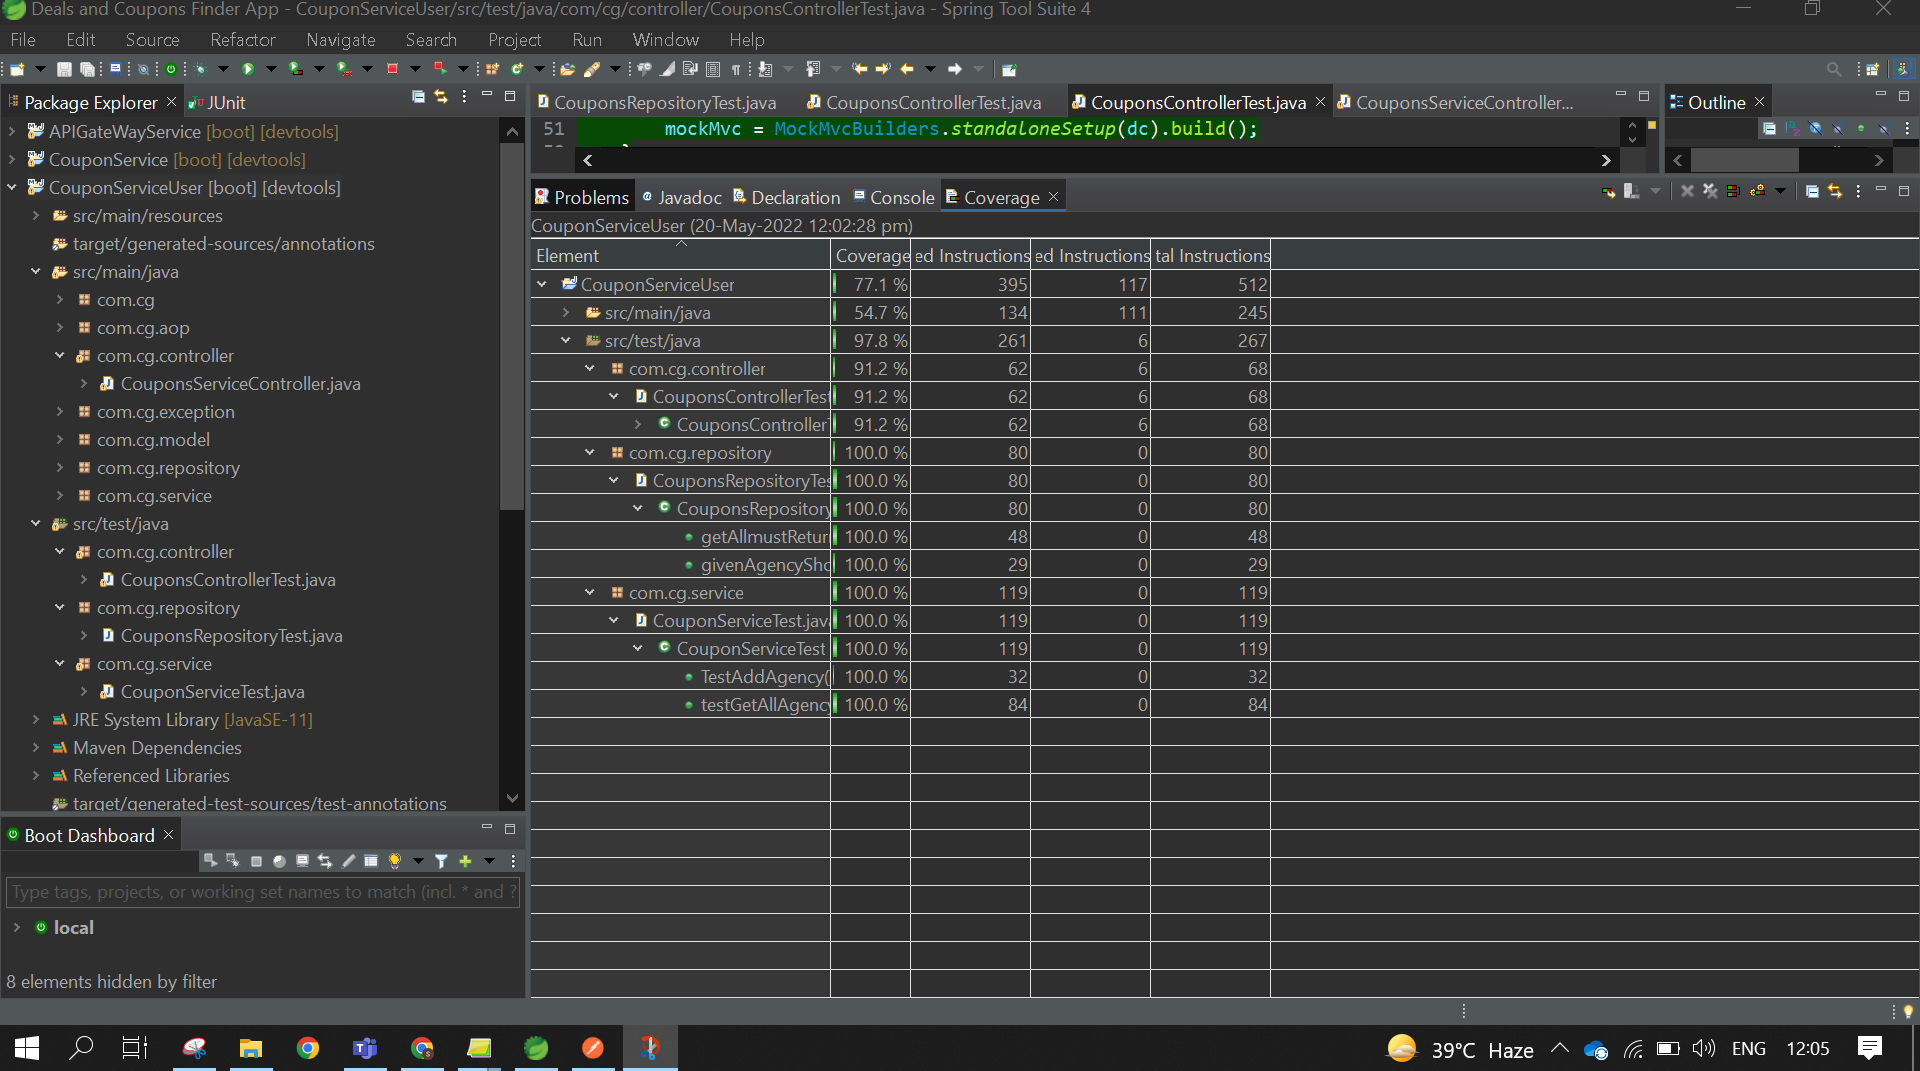 Deals and Coupons Finder App - CouponServiceUser/src/test/java/com/cg/controller/CouponsControllerTest.java - Spring Tool Suite 4
File Edit Source Refactor Navigate Search Project Run Window Help
Package Explorer JUnit
APIGateWayService [boot] [devtools]
CouponService [boot] [devtools]
CouponServiceUser [boot] [devtools]
src/main/resources
target/generated-sources/annotations
src/main/java
com.cg
com.cg.aop
com.cg.controller
CouponsServiceController.java
com.cg.exception
com.cg.model
com.cg.repository
com.cg.service
src/test/java
com.cg.controller
CouponsControllerTest.java
com.cg.repository
CouponsRepositoryTest.java
com.cg.service
CouponServiceTest.java
JRE System Library [JavaSE-11]
Maven Dependencies
Referenced Libraries
target/generated-test-sources/test-annotations
Boot Dashboard
Type tags, projects, or working set names to match (incl. * and ?
local
8 elements hidden by filter
CouponsRepositoryTest.java CouponsControllerTest.java CouponsControllerTest.java CouponsServiceController...
51 mockMvc = MockMvcBuilders.standaloneSetup(dc).build();
Outline
Problems Javadoc Declaration Console Coverage
CouponServiceUser (20-May-2022 12:02:28 pm)
Element Coverage ed Instructions ed Instructions tal Instructions
CouponServiceUser 77.1 % 395 117 512
src/main/java 54.7 % 134 111 245
src/test/java 97.8 % 261 6 267
com.cg.controller 91.2 % 62 6 68
CouponsControllerTest 91.2 % 62 6 68
CouponsController 91.2 % 62 6 68
com.cg.repository 100.0 % 80 0 80
CouponsRepositoryTes 100.0 % 80 0 80
CouponsRepository 100.0 % 80 0 80
getAllmustRetur 100.0 % 48 0 48
givenAgencySho 100.0 % 29 0 29
com.cg.service 100.0 % 119 0 119
CouponServiceTest.java 100.0 % 119 0 119
CouponServiceTest 100.0 % 119 0 119
TestAddAgency( 100.0 % 32 0 32
testGetAllAgency 100.0 % 84 0 84
39°C Haze ENG 12:05